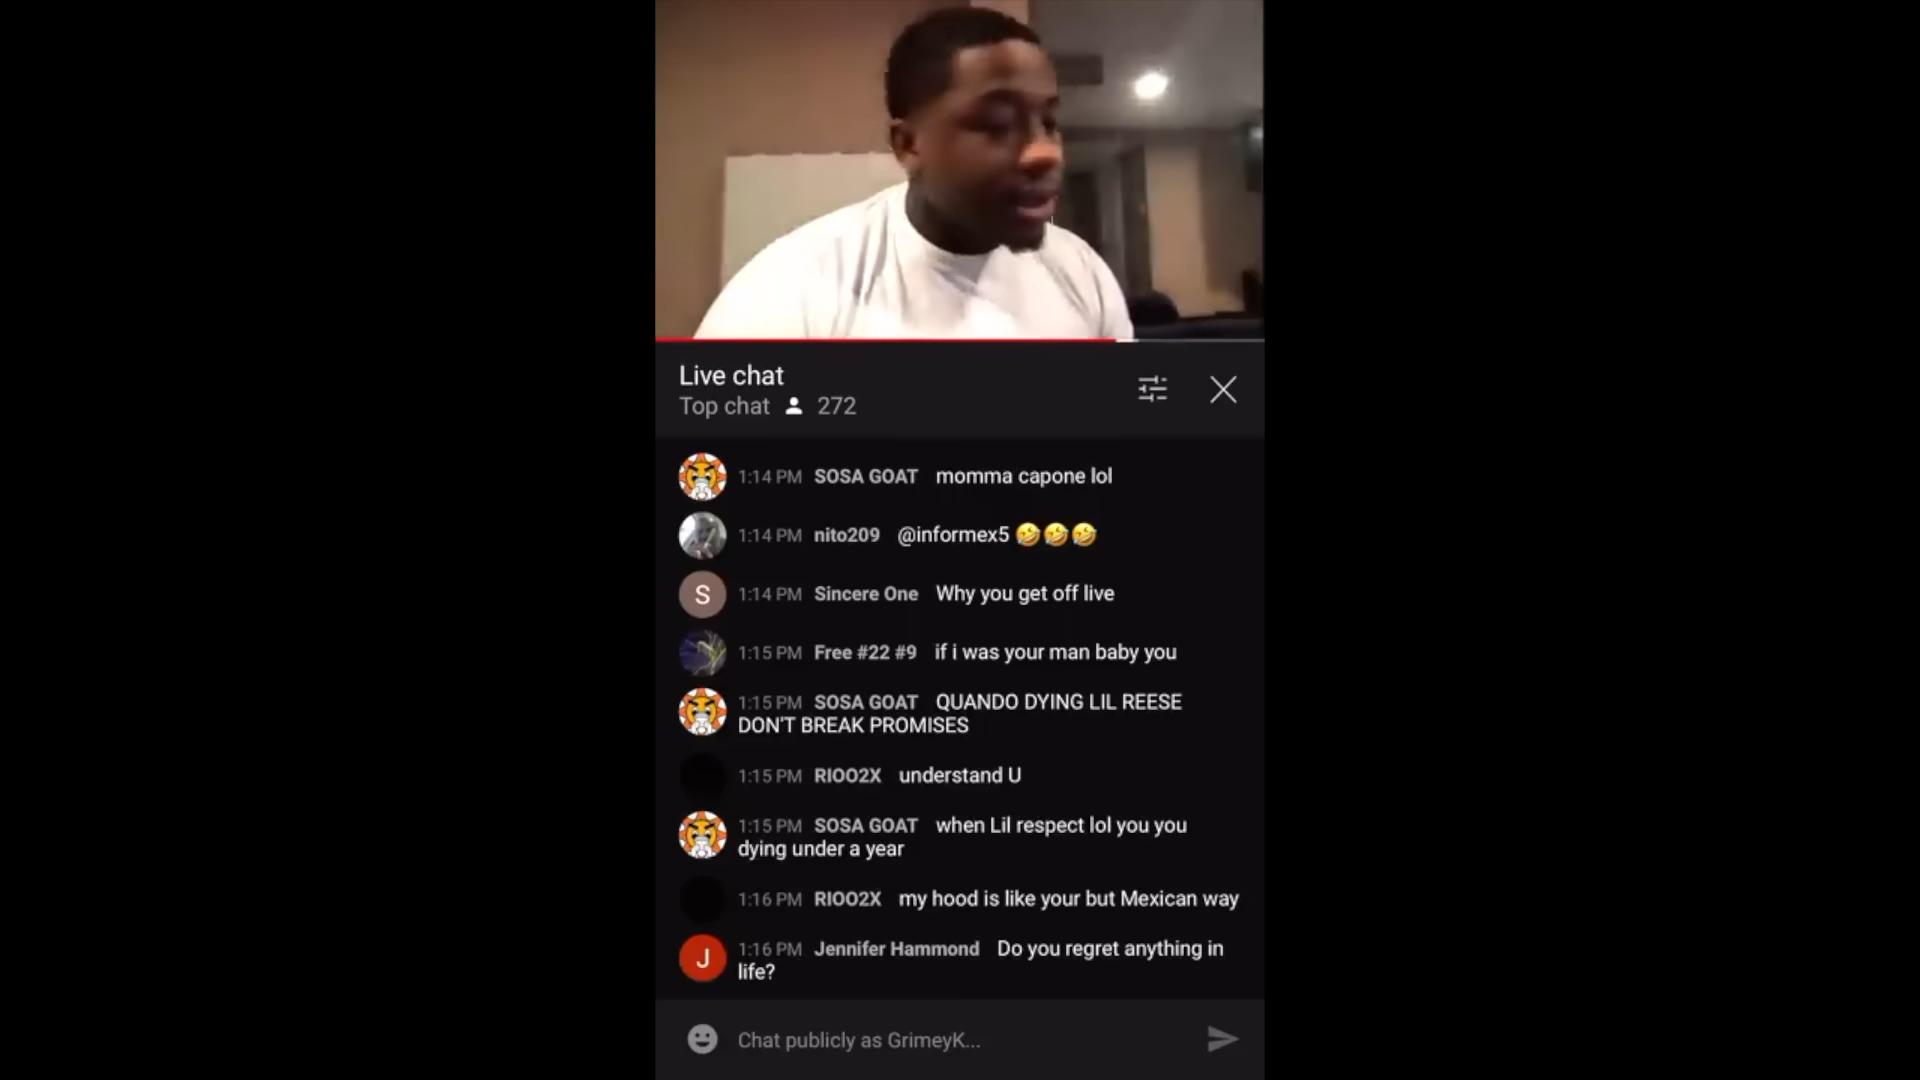 Live chat
Top chat 272
1:14 PM SOSA GOAT momma capone lol
1:14 PM nito209 @informex5 🤣🤣🤣
S 1:14 PM Sincere One Why you get off live
1:15 PM Free #22 #9 if i was your man baby you
1:15 PM SOSA GOAT QUANDO DYING LIL REESE
DON'T BREAK PROMISES
1:15 PM RIOO2X understand U
1:15 PM SOSA GOAT when Lil respect lol you you
dying under a year
1:16 PM RIOO2X my hood is like your but Mexican way
J 1:16 PM Jennifer Hammond Do you regret anything in
life?
Chat publicly as GrimeyK...